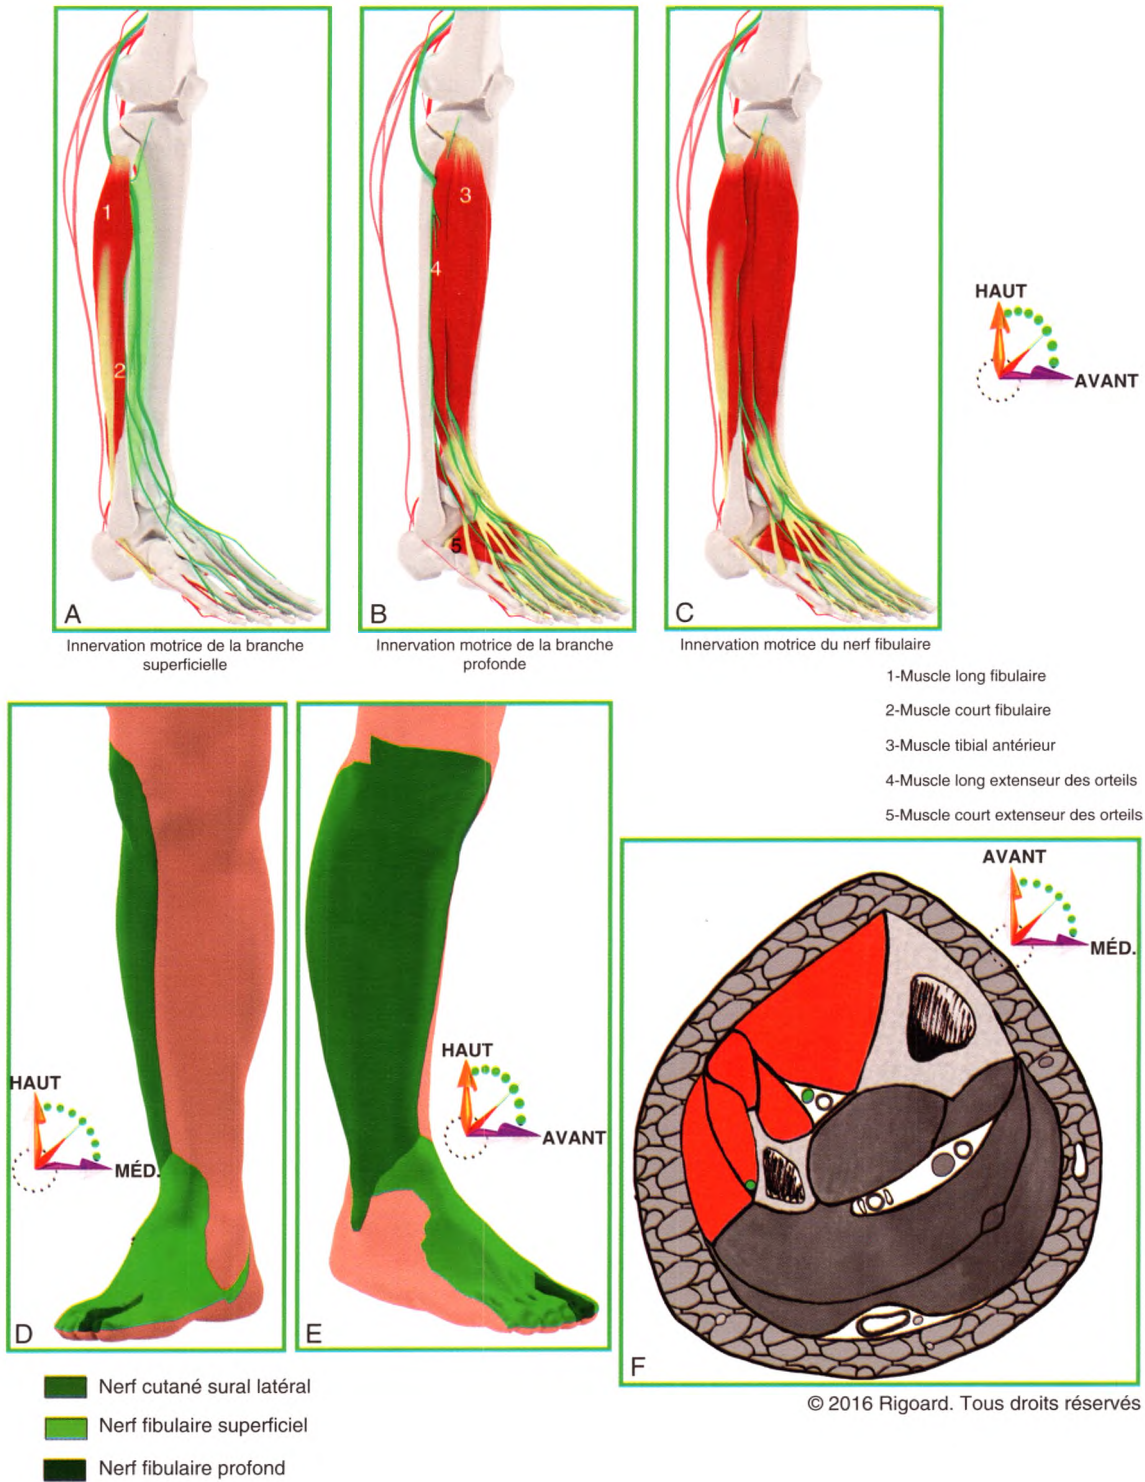 1
2
A
3
4
5
B
C
HAUT
AVANT
Innervation motrice de la branche
superficielle
Innervation motrice de la branche
profonde
Innervation motrice du nerf fibulaire
1-Muscle long fibulaire
2-Muscle court fibulaire
3-Muscle tibial antérieur
4-Muscle long extenseur des orteils
5-Muscle court extenseur des orteils
HAUT
MÉD.
D
HAUT
AVANT
E
AVANT
MÉD.
F
Nerf cutané sural latéral
Nerf fibulaire superficiel
Nerf fibulaire profond
© 2016 Rigoard. Tous droits réservés